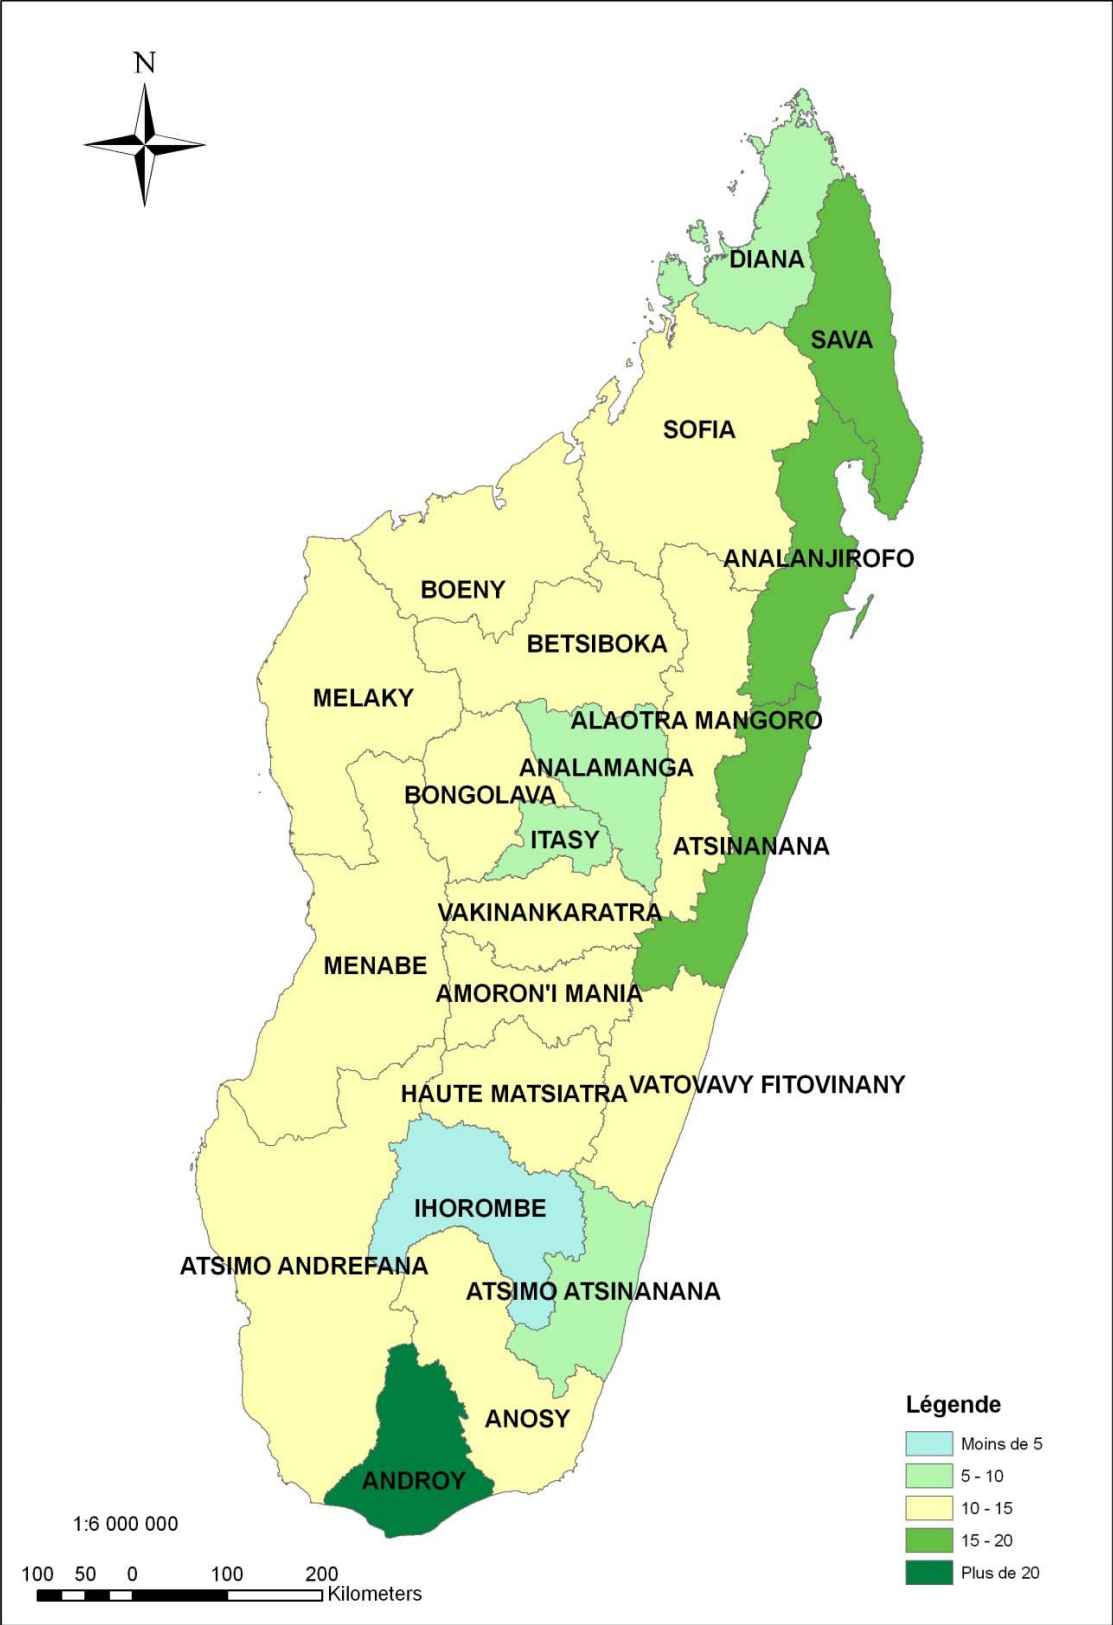 N
DIANA
SAVA
SOFIA
ANALANJIROFO
BOENY
BETSIBOKA
MELAKY
ALAOTRA MANGORO
ANALAMANGA
BONGOLAVA
ITASY
ATSINANANA
VAKINANKARATRA
MENABE
AMORON'I MANIA
HAUTE MATSIATRA
VATOVAVY FITOVINANY
IHOROMBE
ATSIMO ANDREFANA
ATSIMO ATSINANANA
ANOSY
ANDROY
Légende
Moins de 5
5 - 10
10 - 15
15 - 20
Plus de 20
1:6 000 000
100 50 0 100 200
Kilometers